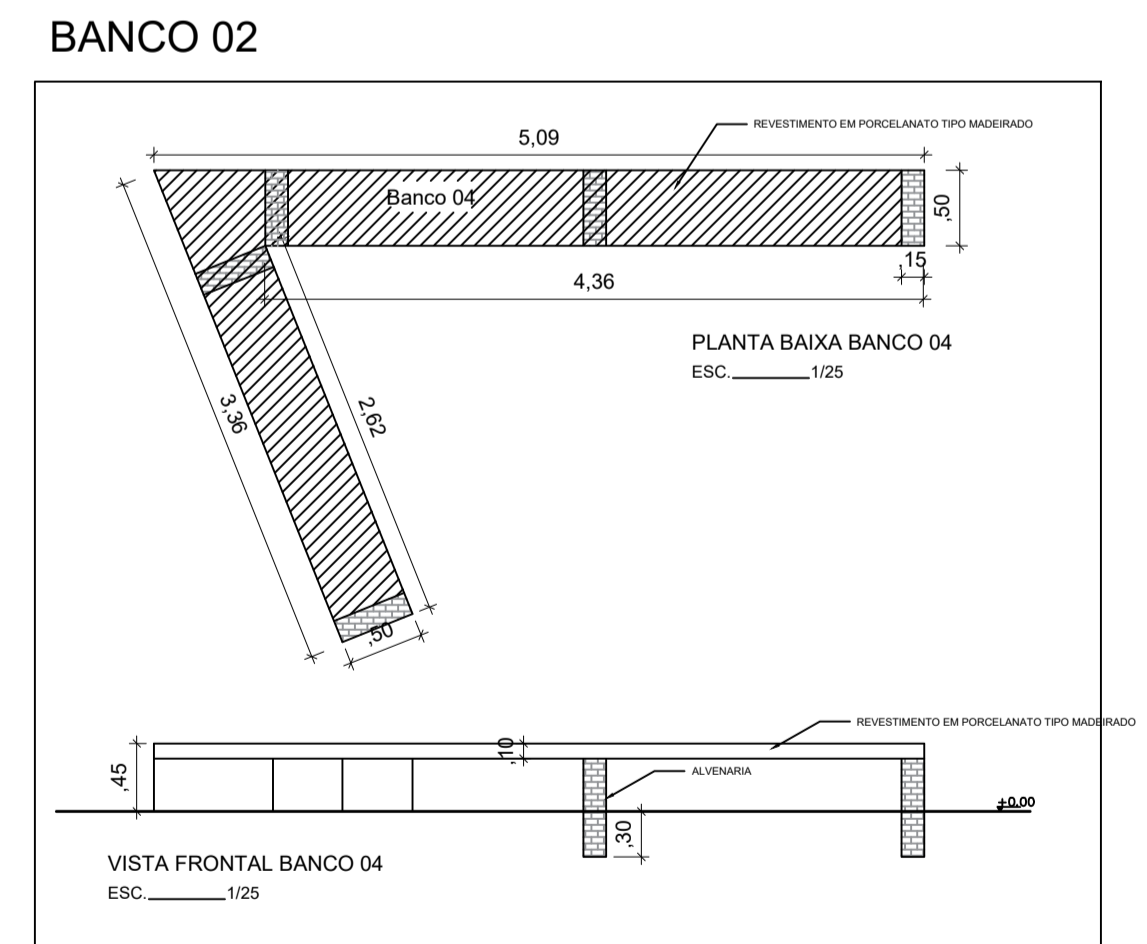 BANCO 02
REVESTIMENTO EM PORCELANATO TIPO MADEIRADO
5,09
Banco 04
,50
,15
4,36
PLANTA BAIXA BANCO 04
ESC.________1/25
3,36
2,62
,50
REVESTIMENTO EM PORCELANATO TIPO MADEIRADO
,10
,45
ALVENARIA
±0.00
,30
VISTA FRONTAL BANCO 04
ESC.________1/25